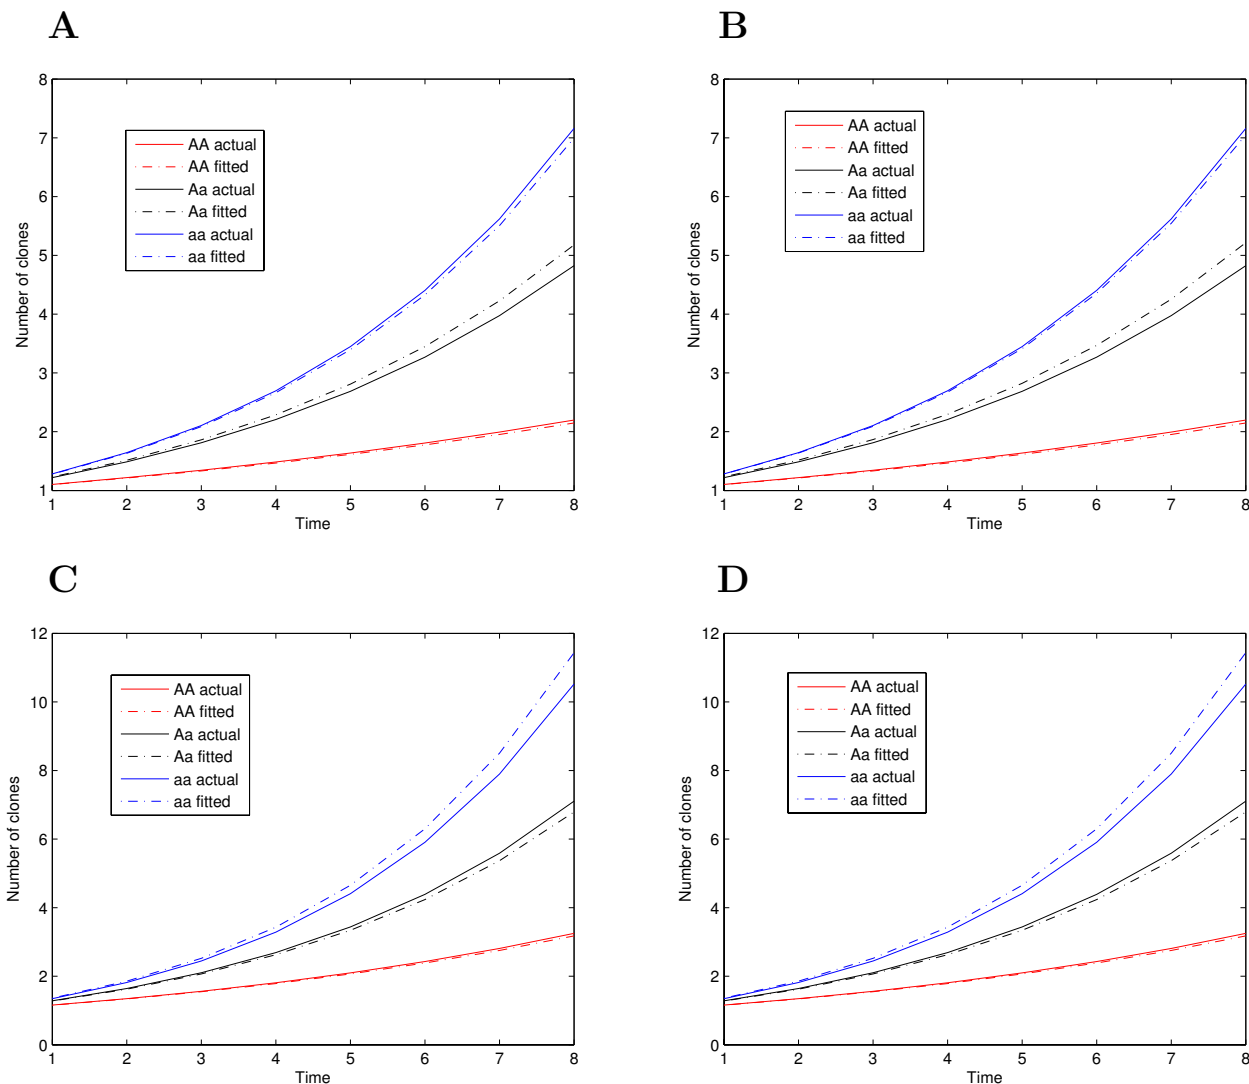 A
8
7
6
5
4
3
2
1
Number of clones
AA actual
AA fitted
Aa actual
Aa fitted
aa actual
aa fitted
1 2 3 4 5 6 7 8
Time
B
8
7
6
5
4
3
2
1
Number of clones
AA actual
AA fitted
Aa actual
Aa fitted
aa actual
aa fitted
1 2 3 4 5 6 7 8
Time
C
12
10
8
6
4
2
0
Number of clones
AA actual
AA fitted
Aa actual
Aa fitted
aa actual
aa fitted
1 2 3 4 5 6 7 8
Time
D
12
10
8
6
4
2
0
Number of clones
AA actual
AA fitted
Aa actual
Aa fitted
aa actual
aa fitted
1 2 3 4 5 6 7 8
Time